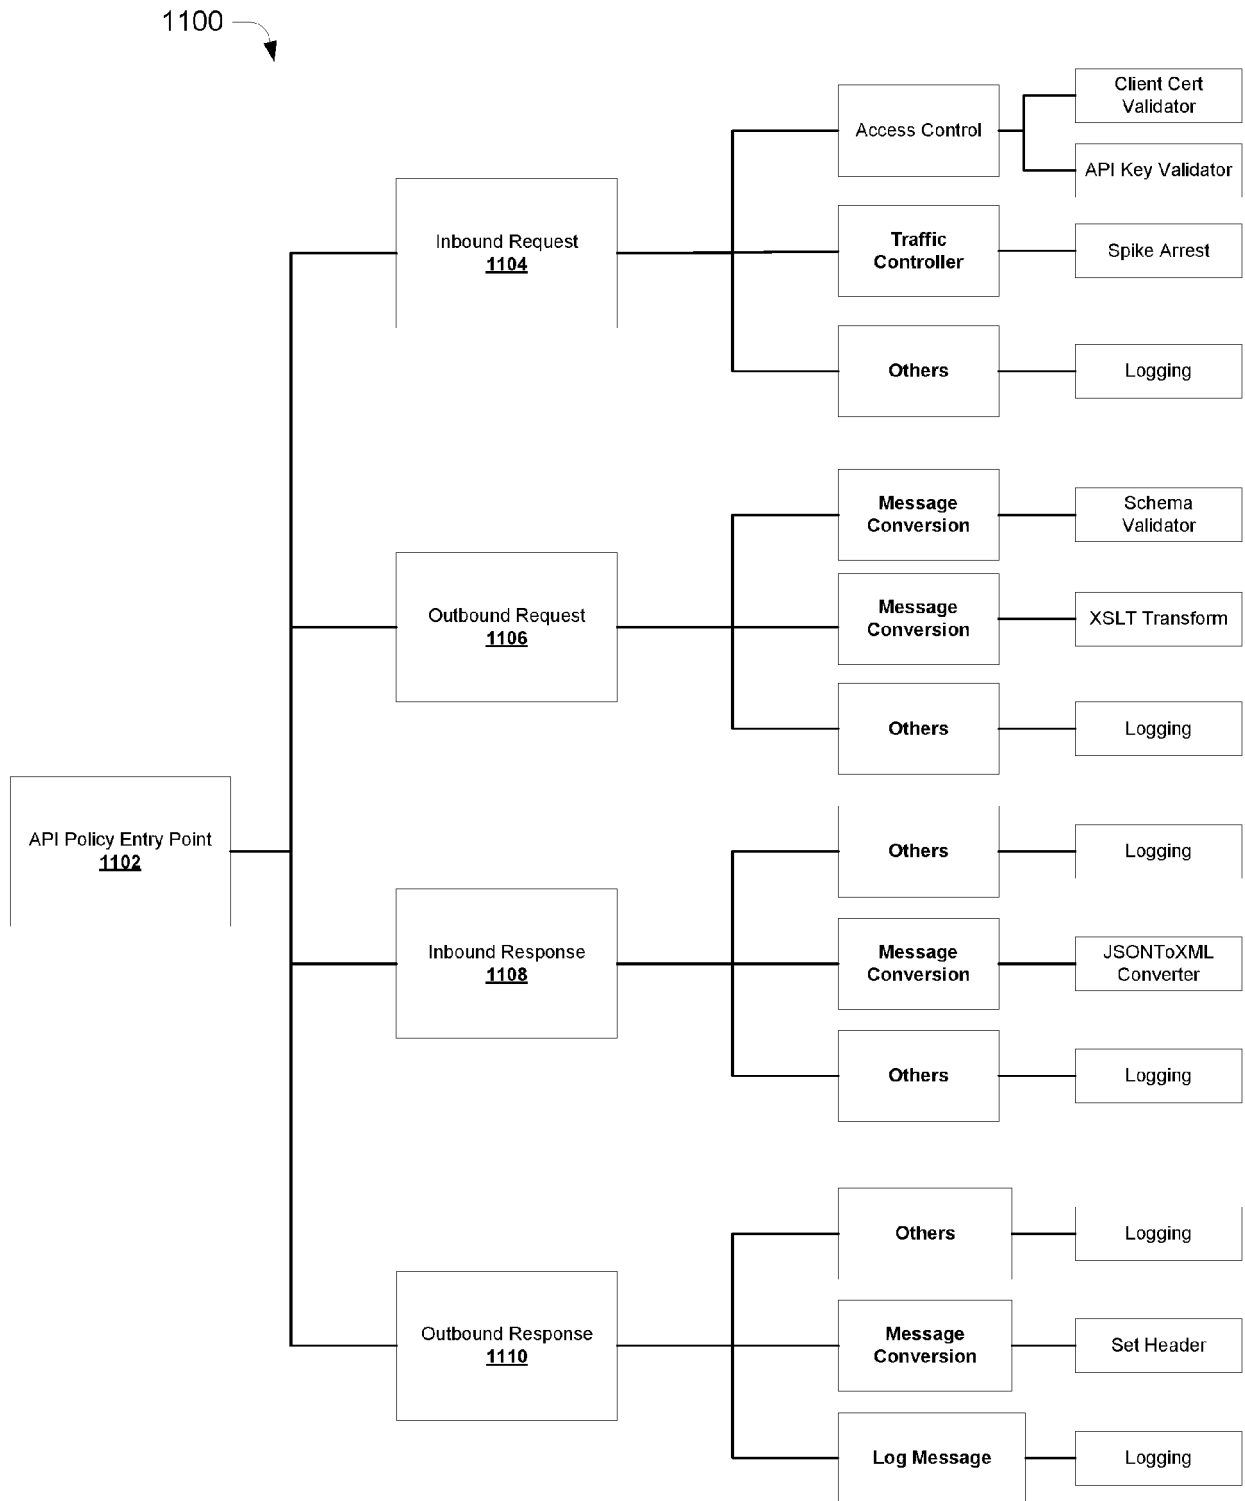 1100
Client Cert
Validator
Access Control
API Key Validator
Inbound Request
1104
Traffic
Controller
Spike Arrest
Others
Logging
Message
Conversion
Schema
Validator
Outbound Request
1106
Message
Conversion
XSLT Transform
Others
Logging
API Policy Entry Point
1102
Others
Logging
Inbound Response
1108
Message
Conversion
JSONToXML
Converter
Others
Logging
Others
Logging
Outbound Response
1110
Message
Conversion
Set Header
Log Message
Logging